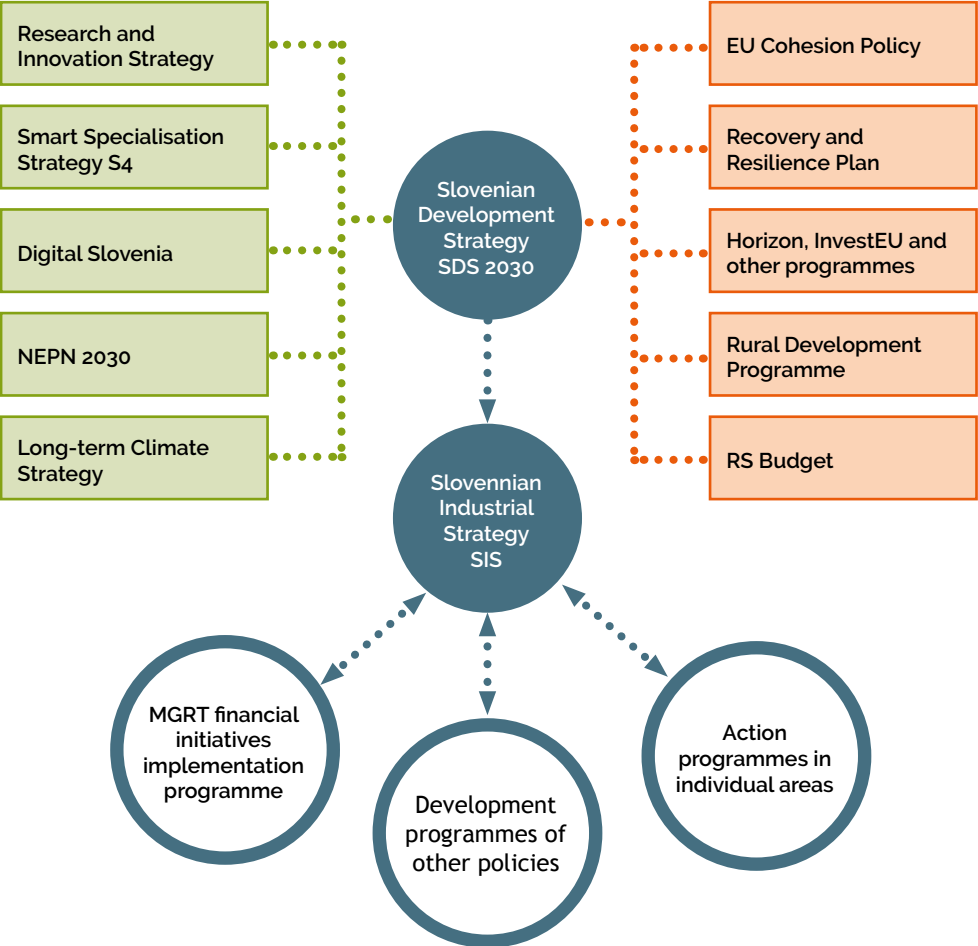 Research and
Innovation Strategy
Smart Specialisation
Strategy S4
Digital Slovenia
NEPN 2030
Long-term Climate
Strategy
Slovenian
Development
Strategy
SDS 2030
EU Cohesion Policy
Recovery and
Resilience Plan
Horizon, InvestEU and
other programmes
Rural Development
Programme
RS Budget
Slovennian
Industrial
Strategy
SIS
MGRT financial
initiatives
implementation
programme
Development
programmes of
other policies
Action
programmes in
individual areas